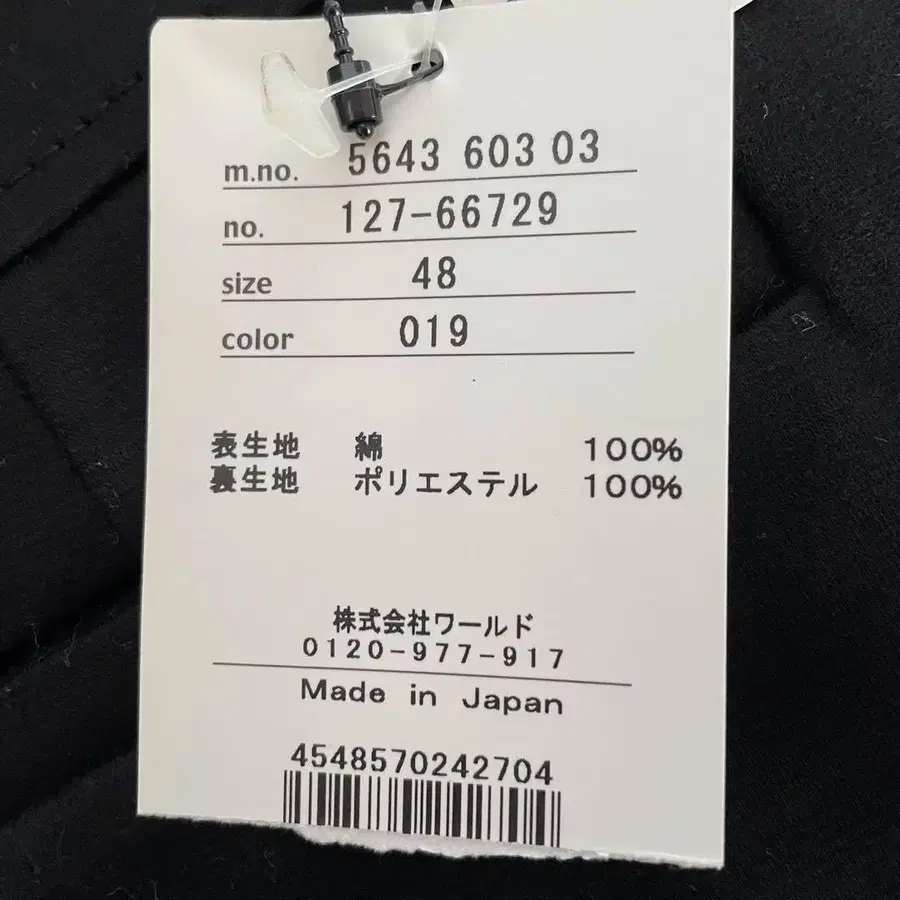 m.no. 5643 603 03
no. 127-66729
size 48
color 019
表生地 綿 100%
裏生地 ポリエステル 100%
株式会社ワールド
0120-977-917
Made in Japan
4548570242704